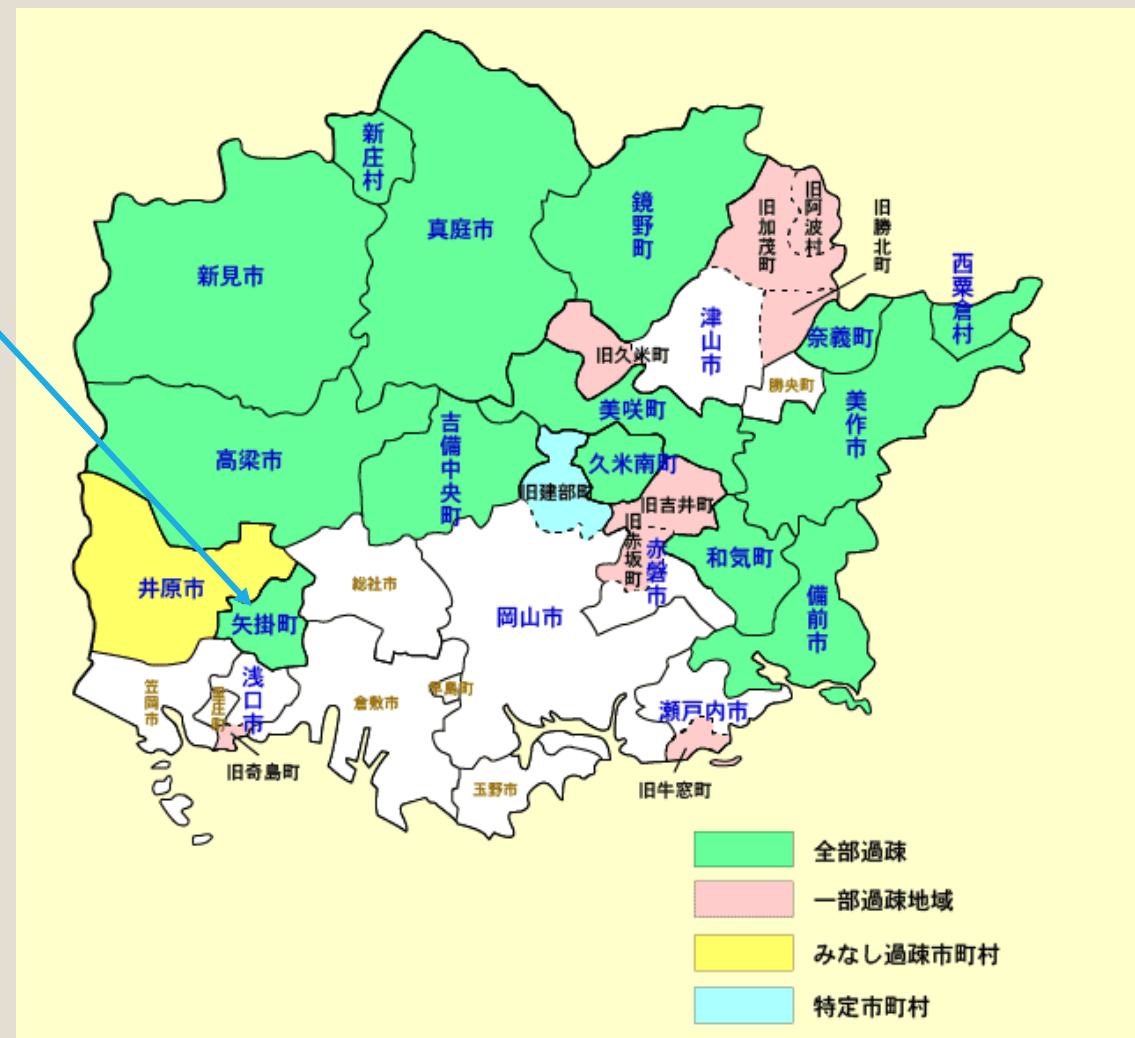 新庄村
真庭市
鏡野町
旧加茂町
旧阿波村
旧勝北町
新見市
西粟倉村
津山市
奈義町
旧久米町
勝央町
美咲町
美作市
高梁市
吉備中央町
久米南町
旧建部町
旧吉井町
旧赤坂町
赤磐市
和気町
備前市
井原市
総社市
矢掛町
岡山市
笠岡市
里庄町
浅口市
倉敷市
早島町
瀬戸内市
旧寄島町
玉野市
旧牛窓町
全部過疎
一部過疎地域
みなし過疎市町村
特定市町村